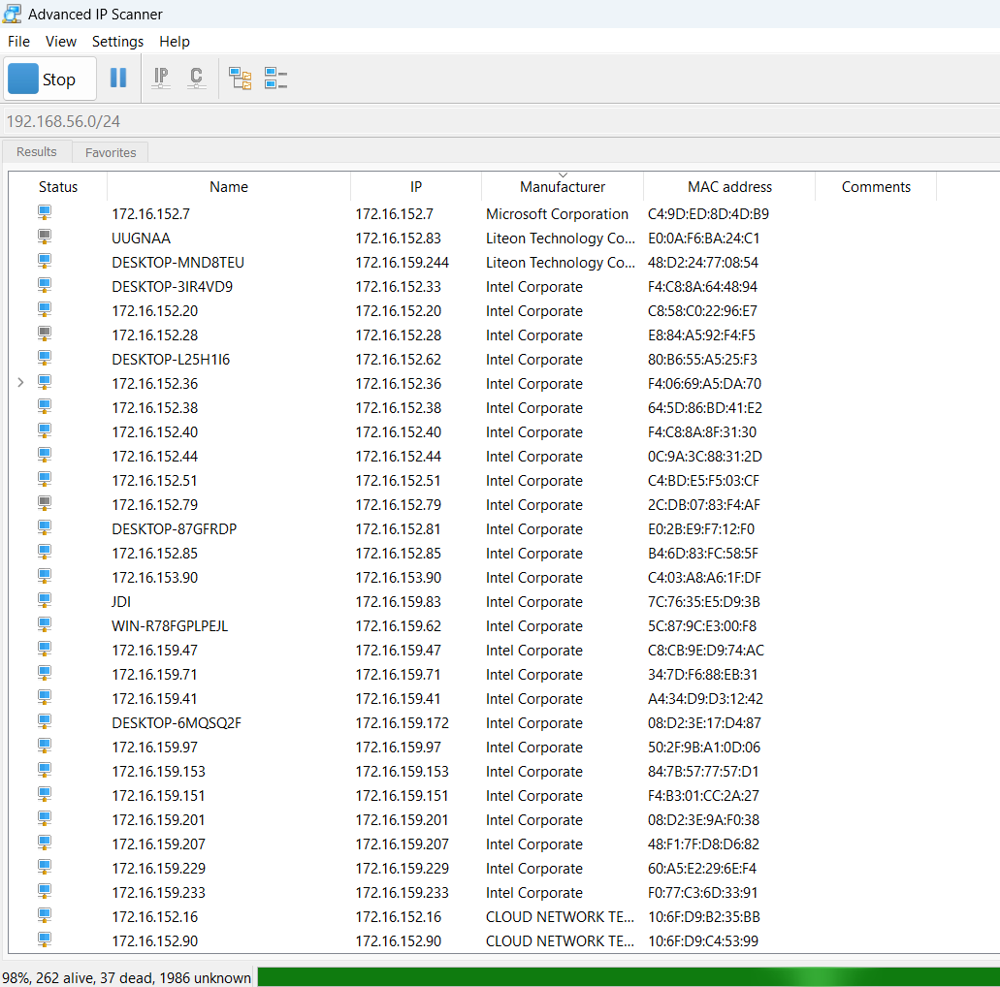 Advanced IP Scanner
File View Settings Help
Stop IP C
192.168.56.0/24
Results Favorites
Status Name IP Manufacturer MAC address Comments
172.16.152.7 172.16.152.7 Microsoft Corporation C4:9D:ED:8D:4D:B9
UUGNAA 172.16.152.83 Liteon Technology Co... E0:0A:F6:BA:24:C1
DESKTOP-MND8TEU 172.16.159.244 Liteon Technology Co... 48:D2:24:77:08:54
DESKTOP-3IR4VD9 172.16.152.33 Intel Corporate F4:C8:8A:64:48:94
172.16.152.20 172.16.152.20 Intel Corporate C8:58:C0:22:96:E7
172.16.152.28 172.16.152.28 Intel Corporate E8:84:A5:92:F4:F5
DESKTOP-L25H1I6 172.16.152.62 Intel Corporate 80:B6:55:A5:25:F3
172.16.152.36 172.16.152.36 Intel Corporate F4:06:69:A5:DA:70
172.16.152.38 172.16.152.38 Intel Corporate 64:5D:86:BD:41:E2
172.16.152.40 172.16.152.40 Intel Corporate F4:C8:8A:8F:31:30
172.16.152.44 172.16.152.44 Intel Corporate 0C:9A:3C:88:31:2D
172.16.152.51 172.16.152.51 Intel Corporate C4:BD:E5:F5:03:CF
172.16.152.79 172.16.152.79 Intel Corporate 2C:DB:07:83:F4:AF
DESKTOP-87GFRDP 172.16.152.81 Intel Corporate E0:2B:E9:F7:12:F0
172.16.152.85 172.16.152.85 Intel Corporate B4:6D:83:FC:58:5F
172.16.153.90 172.16.153.90 Intel Corporate C4:03:A8:A6:1F:DF
JDI 172.16.159.83 Intel Corporate 7C:76:35:E5:D9:3B
WIN-R78FGPLPEJL 172.16.159.62 Intel Corporate 5C:87:9C:E3:00:F8
172.16.159.47 172.16.159.47 Intel Corporate C8:CB:9E:D9:74:AC
172.16.159.71 172.16.159.71 Intel Corporate 34:7D:F6:88:EB:31
172.16.159.41 172.16.159.41 Intel Corporate A4:34:D9:D3:12:42
DESKTOP-6MQSQ2F 172.16.159.172 Intel Corporate 08:D2:3E:17:D4:87
172.16.159.97 172.16.159.97 Intel Corporate 50:2F:9B:A1:0D:06
172.16.159.153 172.16.159.153 Intel Corporate 84:7B:57:77:57:D1
172.16.159.151 172.16.159.151 Intel Corporate F4:B3:01:CC:2A:27
172.16.159.201 172.16.159.201 Intel Corporate 08:D2:3E:9A:F0:38
172.16.159.207 172.16.159.207 Intel Corporate 48:F1:7F:D8:D6:82
172.16.159.229 172.16.159.229 Intel Corporate 60:A5:E2:29:6E:F4
172.16.159.233 172.16.159.233 Intel Corporate F0:77:C3:6D:33:91
172.16.152.16 172.16.152.16 CLOUD NETWORK TE... 10:6F:D9:B2:35:BB
172.16.152.90 172.16.152.90 CLOUD NETWORK TE... 10:6F:D9:C4:53:99
98%, 262 alive, 37 dead, 1986 unknown